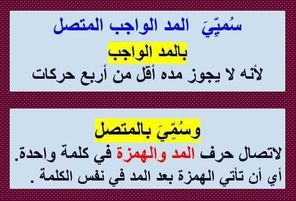 سُميِّيَ المد الواجب المتصل
بالمد الواجب
لأنه لا يجوز مده أقل من أربع حركات
وسُمِّيَ بالمتصل
لاتصال حرف المد والهمزة في كلمة واحدة.
أي أن تأتي الهمزة بعد المد في نفس الكلمة .